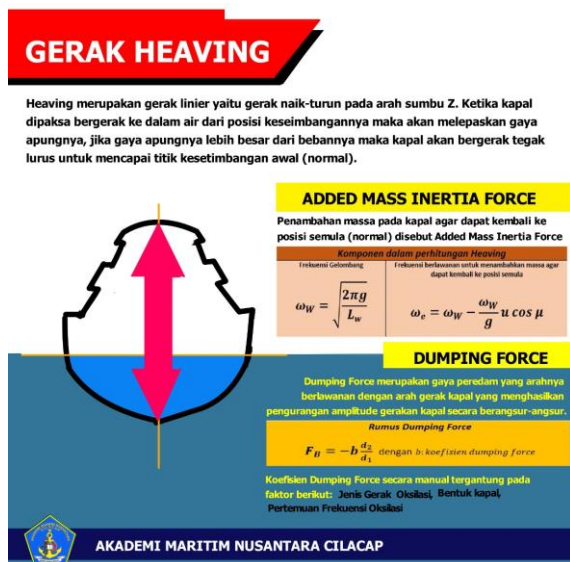 GERAK HEAVING
Heaving merupakan gerak linier yaitu gerak naik-turun pada arah sumbu Z. Ketika kapal
dipaksa bergerak ke dalam air dari posisi keseimbangannya maka akan melepaskan gaya
apungnya, jika gaya apungnya lebih besar dari bebannya maka kapal akan bergerak tegak
lurus untuk mencapai titik kesetimbangan awal (normal).
ADDED MASS INERTIA FORCE
Penambahan massa pada kapal agar dapat kembali ke
posisi semula (normal) disebut Added Mass Inertia Force
Komponen dalam perhitungan Heaving
Frekuensi Gelombang
Frekuensi berlawanan untuk menambahkan massa agar
dapat kembali ke posisi semula
ω_W = √(2πg / L_w)
ω_e = ω_W − (ω_W / g) u cos μ
DUMPING FORCE
Dumping Force merupakan gaya peredam yang arahnya
berlawanan dengan arah gerak kapal yang menghasilkan
pengurangan amplitude gerakan kapal secara berangsur-angsur.
Rumus Dumping Force
F_B = −b d₂/d₁ dengan b: koefisien dumping force
Koefisien Dumping Force secara manual tergantung pada
faktor berikut: Jenis Gerak Oksilasi, Bentuk kapal,
Pertemuan Frekuensi Oksilasi
AKADEMI MARITIM NUSANTARA CILACAP